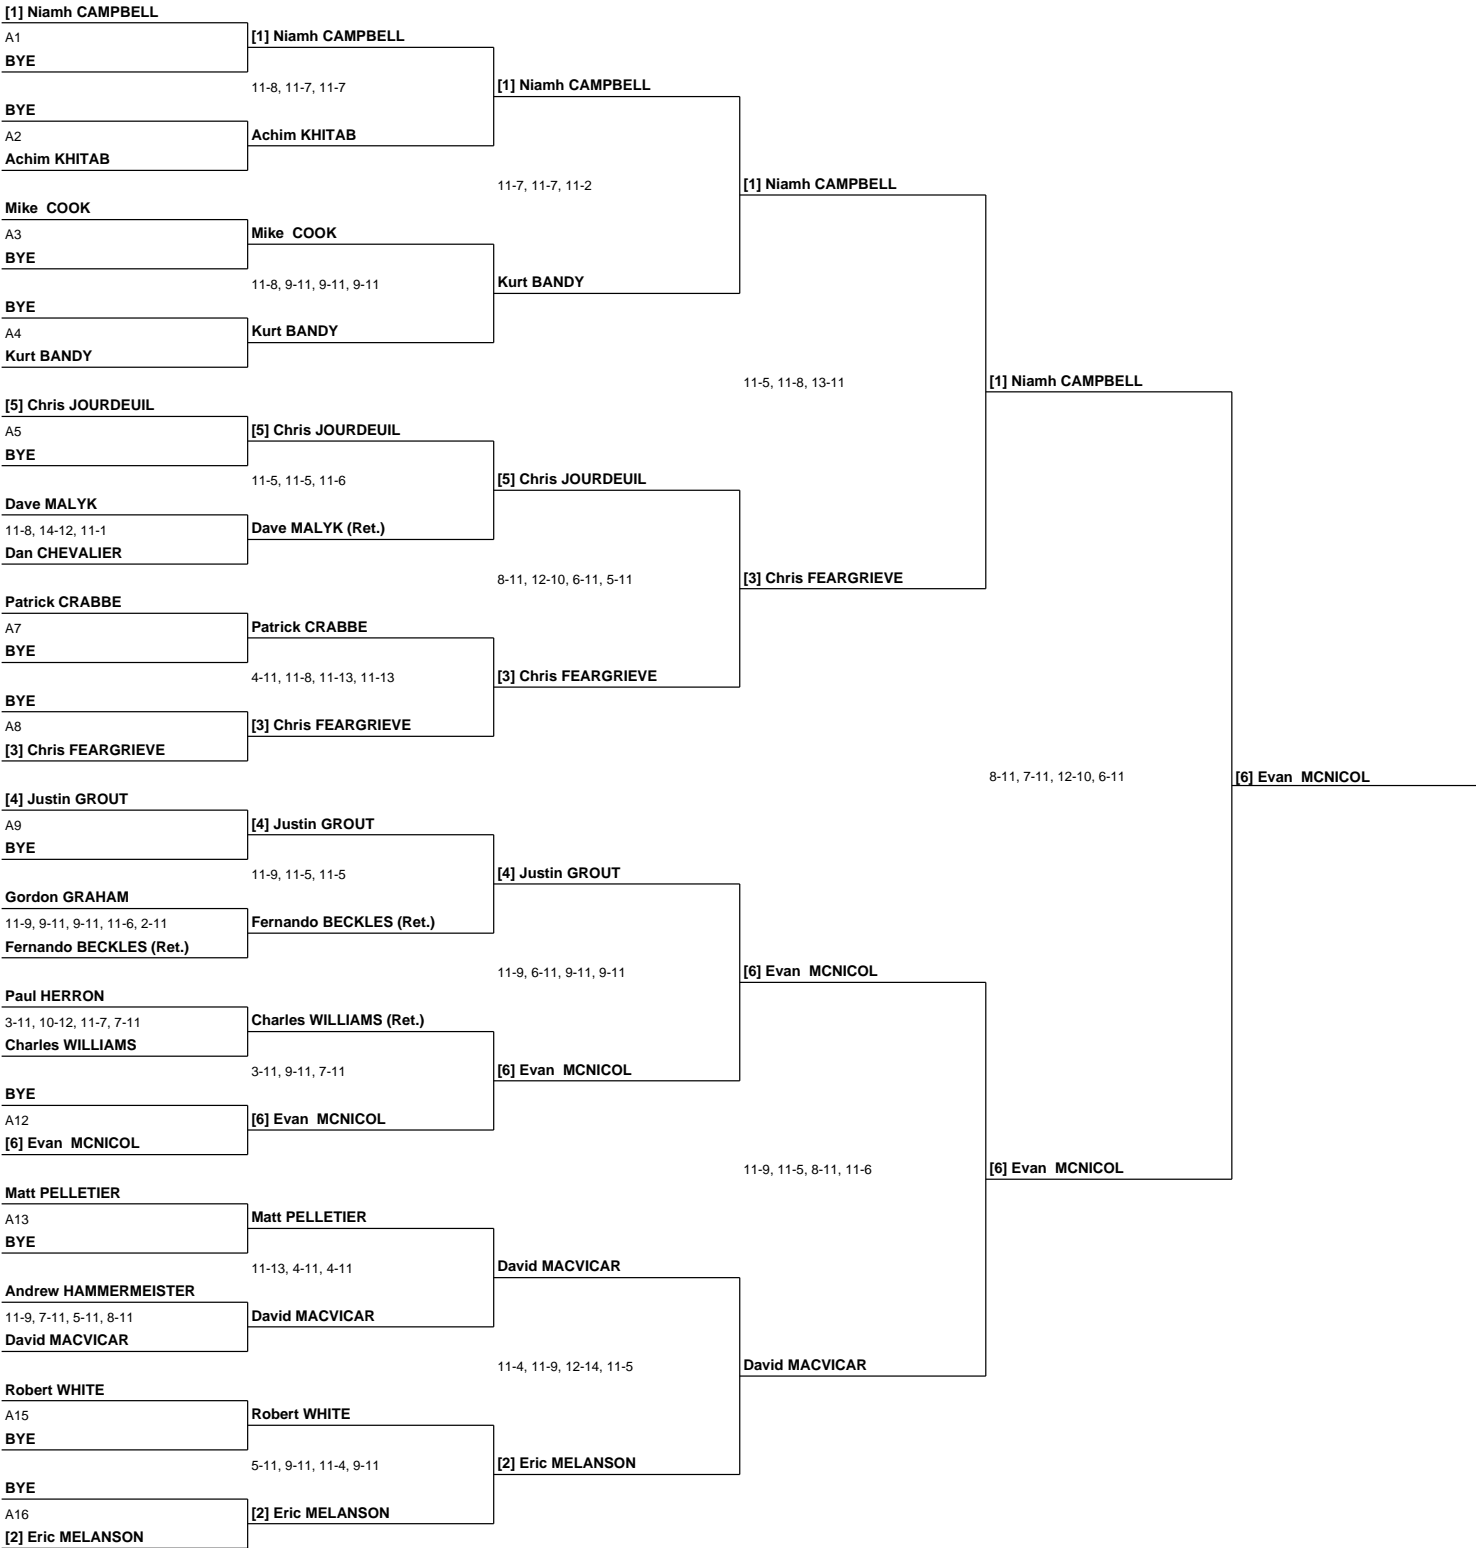 [1] Niamh CAMPBELL
A1
BYE
BYE
A2
Achim KHITAB
Mike  COOK
A3
BYE
BYE
A4
Kurt BANDY
[5] Chris JOURDEUIL
A5
BYE
Dave MALYK
11-8, 14-12, 11-1
Dan CHEVALIER
Patrick CRABBE
A7
BYE
BYE
A8
[3] Chris FEARGRIEVE
[4] Justin GROUT
A9
BYE
Gordon GRAHAM
11-9, 9-11, 9-11, 11-6, 2-11
Fernando BECKLES (Ret.)
Paul HERRON
3-11, 10-12, 11-7, 7-11
Charles WILLIAMS
BYE
A12
[6] Evan  MCNICOL
Matt PELLETIER
A13
BYE
Andrew HAMMERMEISTER
11-9, 7-11, 5-11, 8-11
David MACVICAR
Robert WHITE
A15
BYE
BYE
A16
[2] Eric MELANSON
[1] Niamh CAMPBELL
11-8, 11-7, 11-7
Achim KHITAB
Mike  COOK
11-8, 9-11, 9-11, 9-11
Kurt BANDY
[5] Chris JOURDEUIL
11-5, 11-5, 11-6
Dave MALYK (Ret.)
Patrick CRABBE
4-11, 11-8, 11-13, 11-13
[3] Chris FEARGRIEVE
[4] Justin GROUT
11-9, 11-5, 11-5
Fernando BECKLES (Ret.)
Charles WILLIAMS (Ret.)
3-11, 9-11, 7-11
[6] Evan  MCNICOL
Matt PELLETIER
11-13, 4-11, 4-11
David MACVICAR
Robert WHITE
5-11, 9-11, 11-4, 9-11
[2] Eric MELANSON
[1] Niamh CAMPBELL
11-7, 11-7, 11-2
Kurt BANDY
[5] Chris JOURDEUIL
8-11, 12-10, 6-11, 5-11
[3] Chris FEARGRIEVE
[4] Justin GROUT
11-9, 6-11, 9-11, 9-11
[6] Evan  MCNICOL
David MACVICAR
11-4, 11-9, 12-14, 11-5
[2] Eric MELANSON
[1] Niamh CAMPBELL
11-5, 11-8, 13-11
[3] Chris FEARGRIEVE
[6] Evan  MCNICOL
11-9, 11-5, 8-11, 11-6
David MACVICAR
[1] Niamh CAMPBELL
8-11, 7-11, 12-10, 6-11
[6] Evan  MCNICOL
[6] Evan  MCNICOL